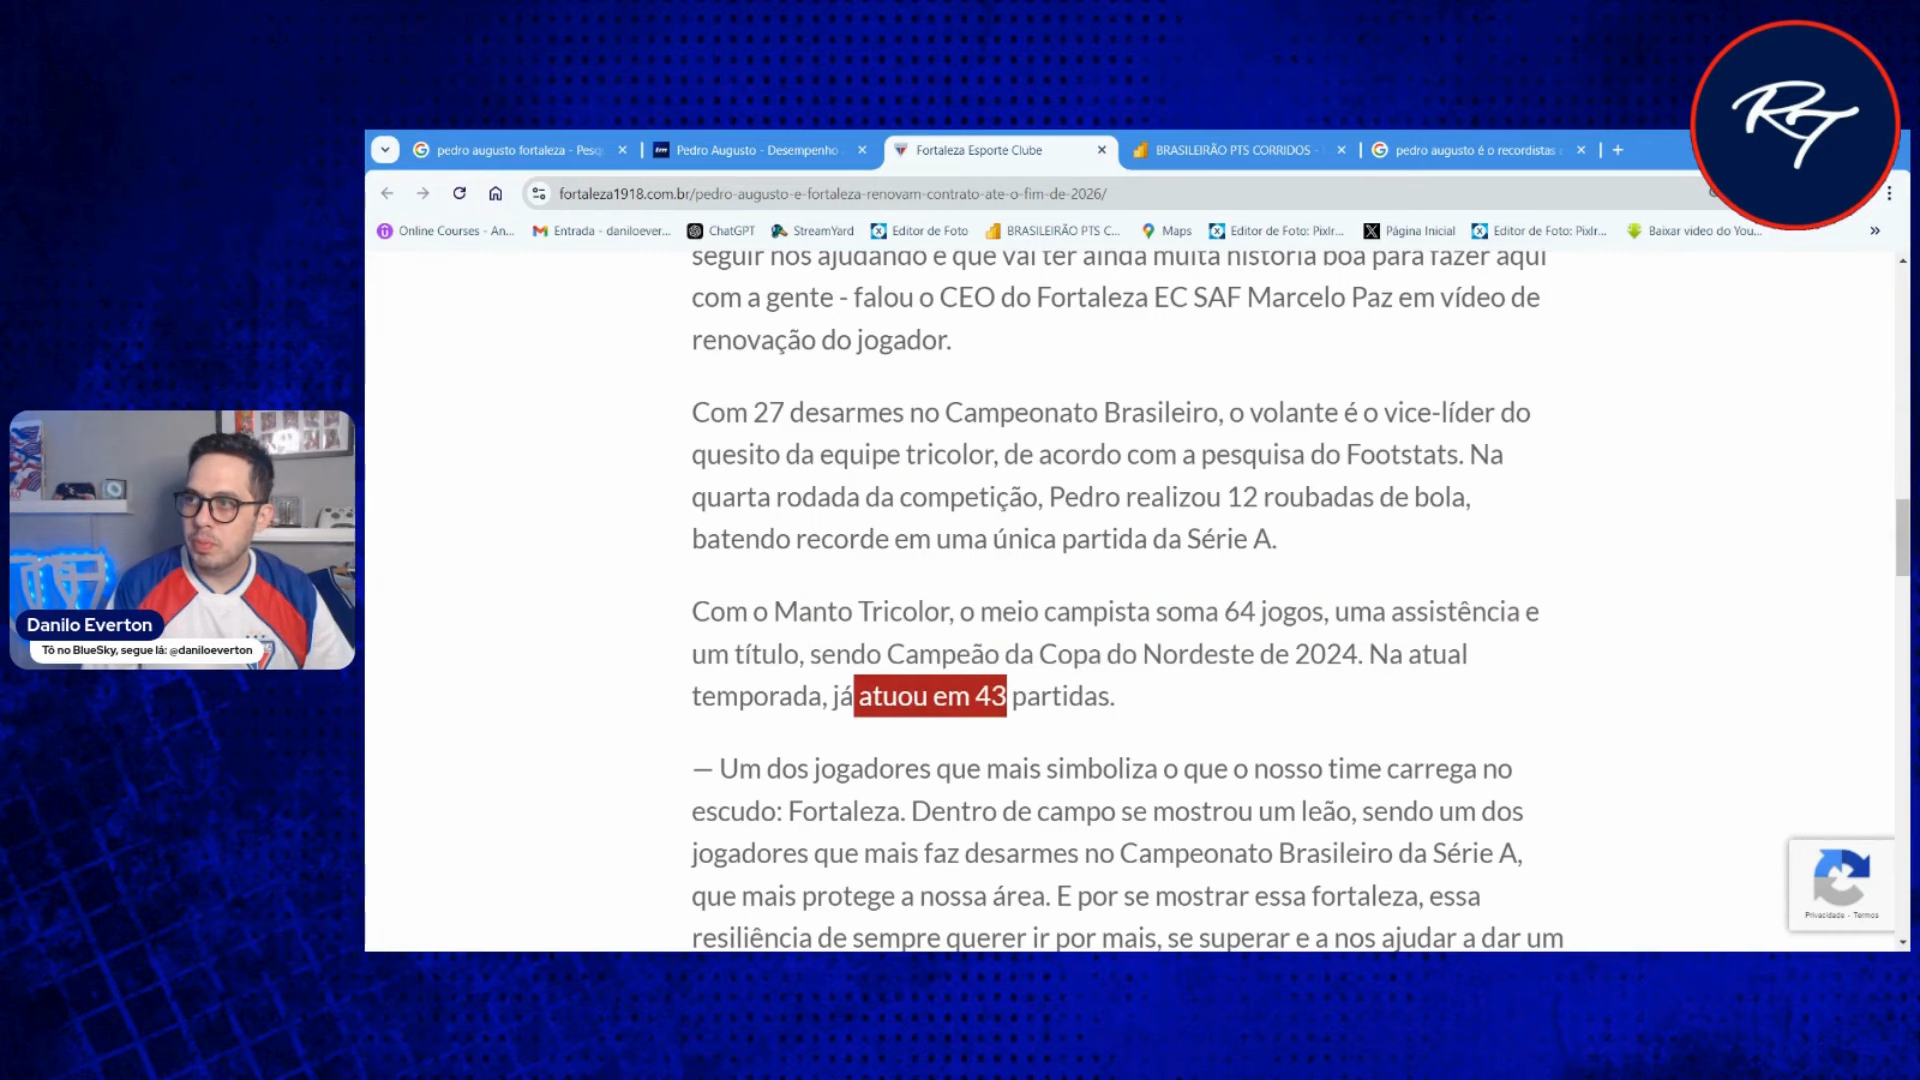 RT
pedro augusto fortaleza - Pesq
Pedro Augusto - Desempenho
Fortaleza Esporte Clube
BRASILEIRÃO PTS CORRIDOS -
pedro augusto é o recordistas
fortaleza1918.com.br/pedro-augusto-e-fortaleza-renovam-contrato-ate-o-fim-de-2026/
Online Courses - An...
Entrada - daniloever...
ChatGPT
StreamYard
Editor de Foto
BRASILEIRÃO PTS C...
Maps
Editor de Foto: Pixlr...
Página Inicial
Editor de Foto: Pixlr...
Baixar video do You...
seguir nos ajudando e que vai ter ainda muita história boa para fazer aqui
com a gente - falou o CEO do Fortaleza EC SAF Marcelo Paz em vídeo de
renovação do jogador.
Com 27 desarmes no Campeonato Brasileiro, o volante é o vice-líder do
quesito da equipe tricolor, de acordo com a pesquisa do Footstats. Na
quarta rodada da competição, Pedro realizou 12 roubadas de bola,
batendo recorde em uma única partida da Série A.
Com o Manto Tricolor, o meio campista soma 64 jogos, uma assistência e
um título, sendo Campeão da Copa do Nordeste de 2024. Na atual
temporada, já atuou em 43 partidas.
— Um dos jogadores que mais simboliza o que o nosso time carrega no
escudo: Fortaleza. Dentro de campo se mostrou um leão, sendo um dos
jogadores que mais faz desarmes no Campeonato Brasileiro da Série A,
que mais protege a nossa área. E por se mostrar essa fortaleza, essa
resiliência de sempre querer ir por mais, se superar e a nos ajudar a dar um
Privacidade - Termos
Danilo Everton
Tô no BlueSky, segue lá: @daniloeverton